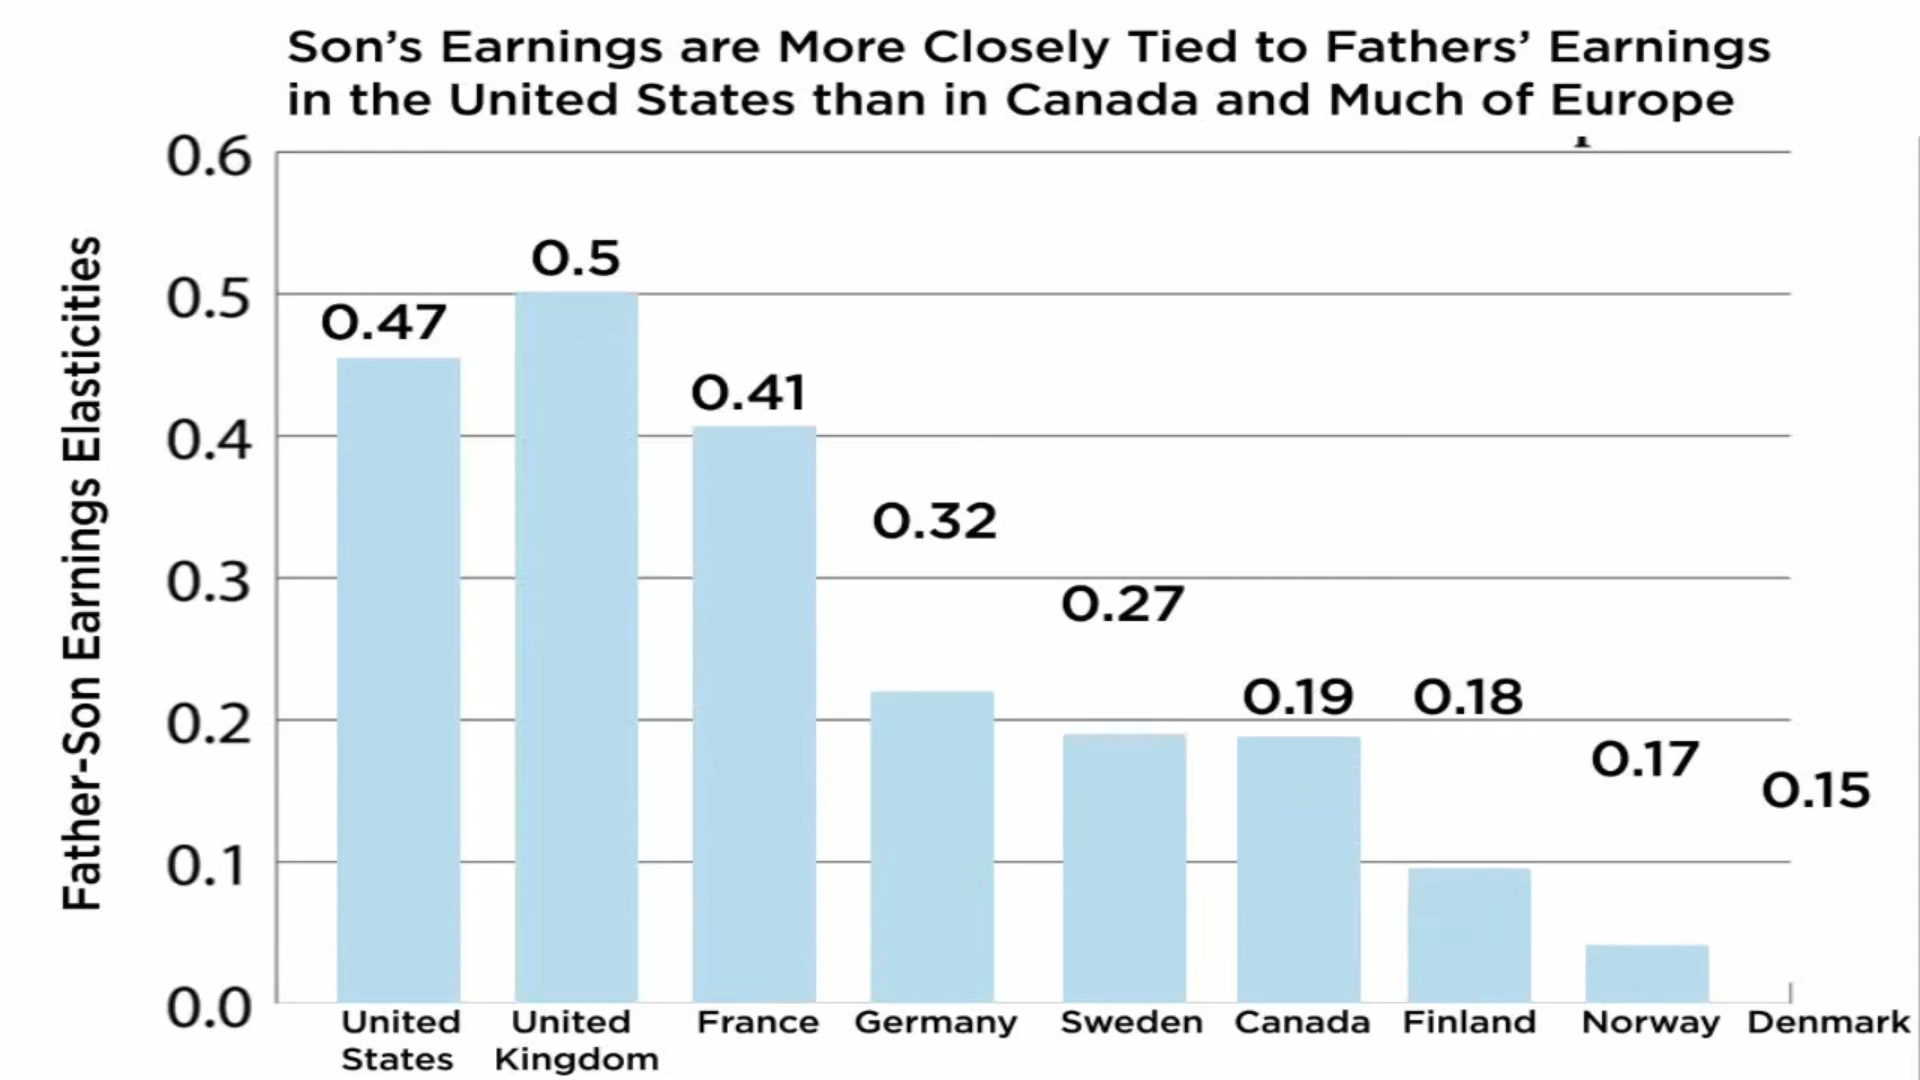 Son's Earnings are More Closely Tied to Fathers' Earnings
in the United States than in Canada and Much of Europe
Father-Son Earnings Elasticities
0.6
0.5
0.4
0.3
0.2
0.1
0.0
0.47
0.5
0.41
0.32
0.27
0.19
0.18
0.17
0.15
United States
United Kingdom
France
Germany
Sweden
Canada
Finland
Norway
Denmark